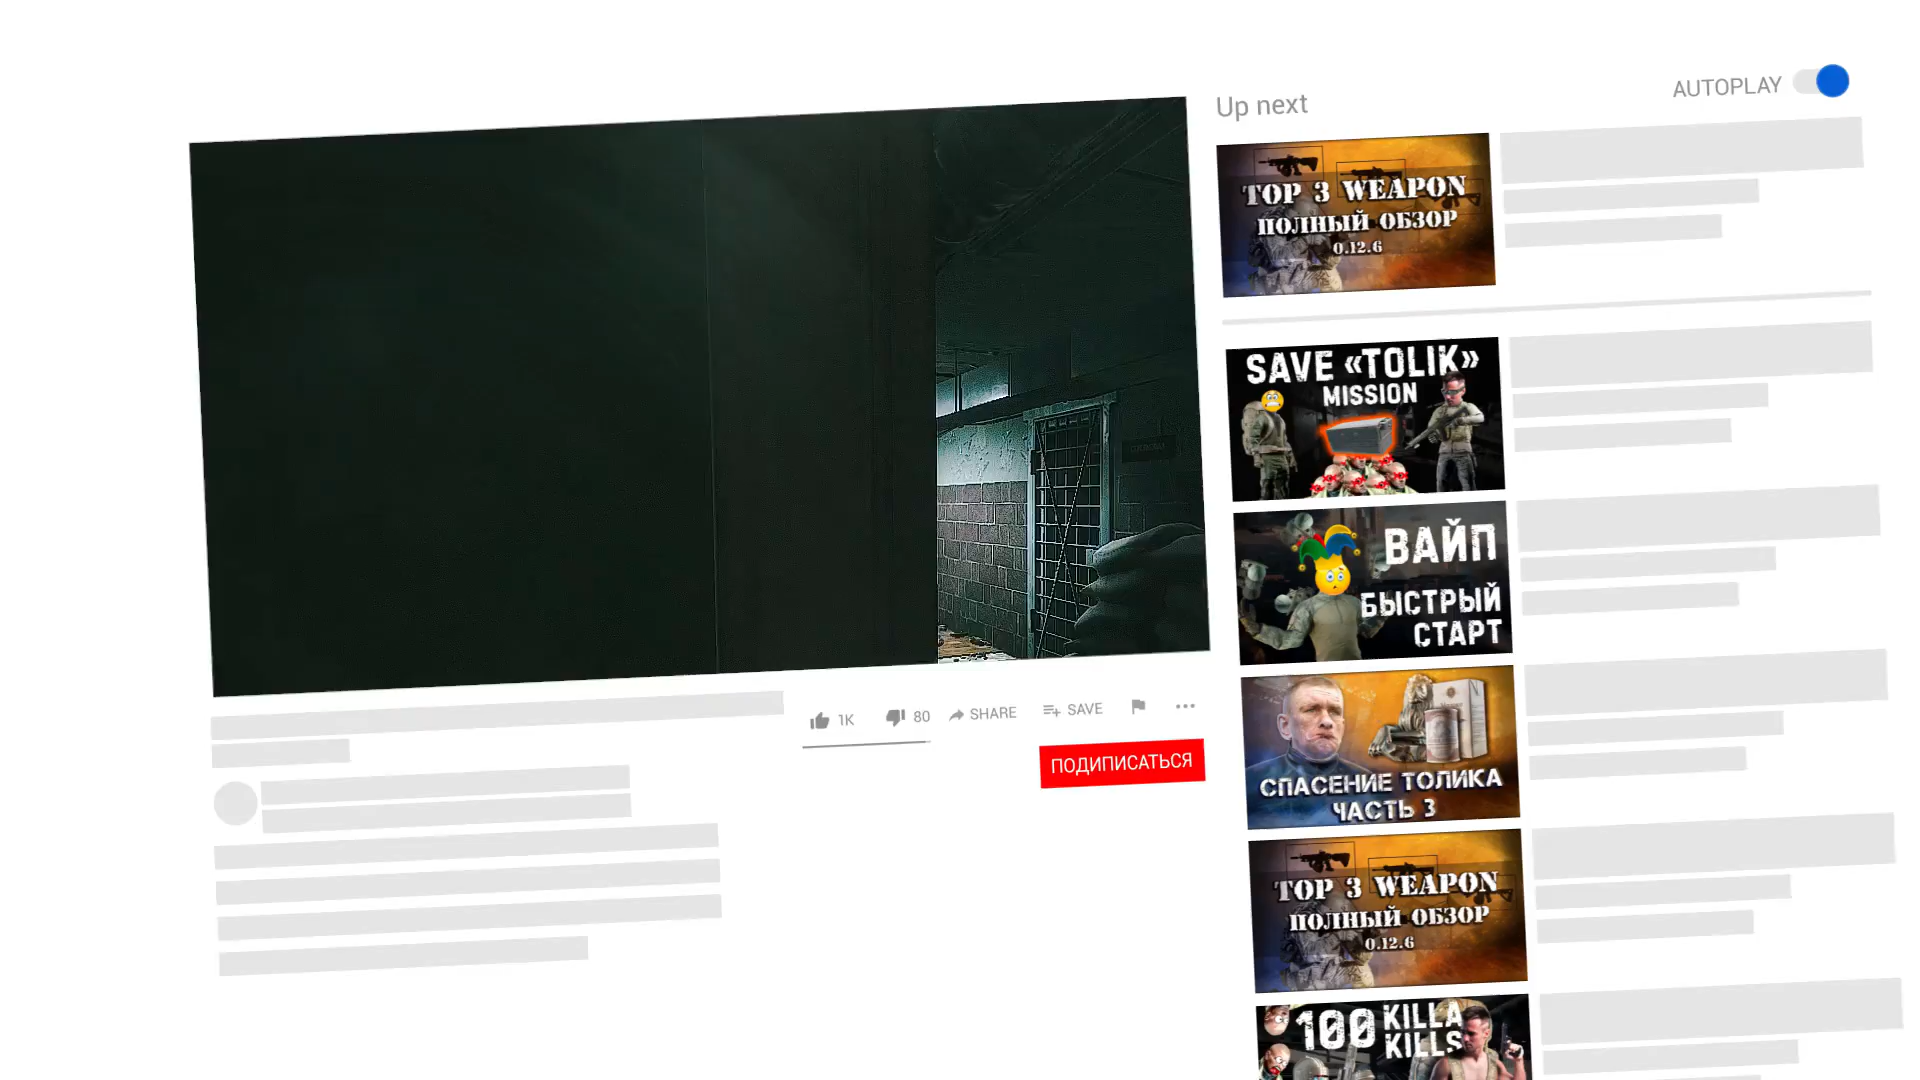 Up next
AUTOPLAY
TOP 3 WEAPON
ПОЛНЫЙ ОБЗОР
0.12.6
SAVE «TOLIK»
MISSION
ВАЙП
БЫСТРЫЙ
СТАРТ
СПАСЕНИЕ ТОЛИКА
ЧАСТЬ 3
TOP 3 WEAPON
ПОЛНЫЙ ОБЗОР
0.12.6
100 KILLA
KILLS
1K
80
SHARE
SAVE
ПОДИПИСАТЬСЯ